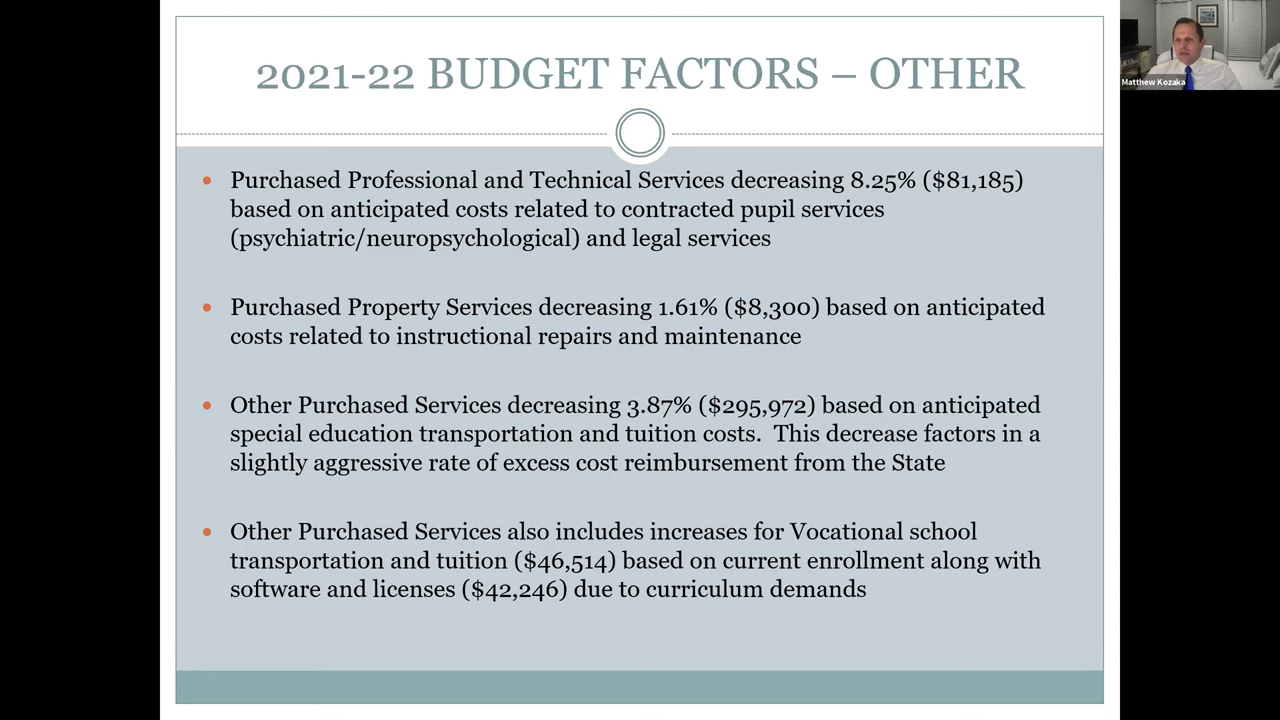 2021-22 BUDGET FACTORS – OTHER
Matthew Kozaka
Purchased Professional and Technical Services decreasing 8.25% ($81,185)
based on anticipated costs related to contracted pupil services
(psychiatric/neuropsychological) and legal services
Purchased Property Services decreasing 1.61% ($8,300) based on anticipated
costs related to instructional repairs and maintenance
Other Purchased Services decreasing 3.87% ($295,972) based on anticipated
special education transportation and tuition costs.  This decrease factors in a
slightly aggressive rate of excess cost reimbursement from the State
Other Purchased Services also includes increases for Vocational school
transportation and tuition ($46,514) based on current enrollment along with
software and licenses ($42,246) due to curriculum demands